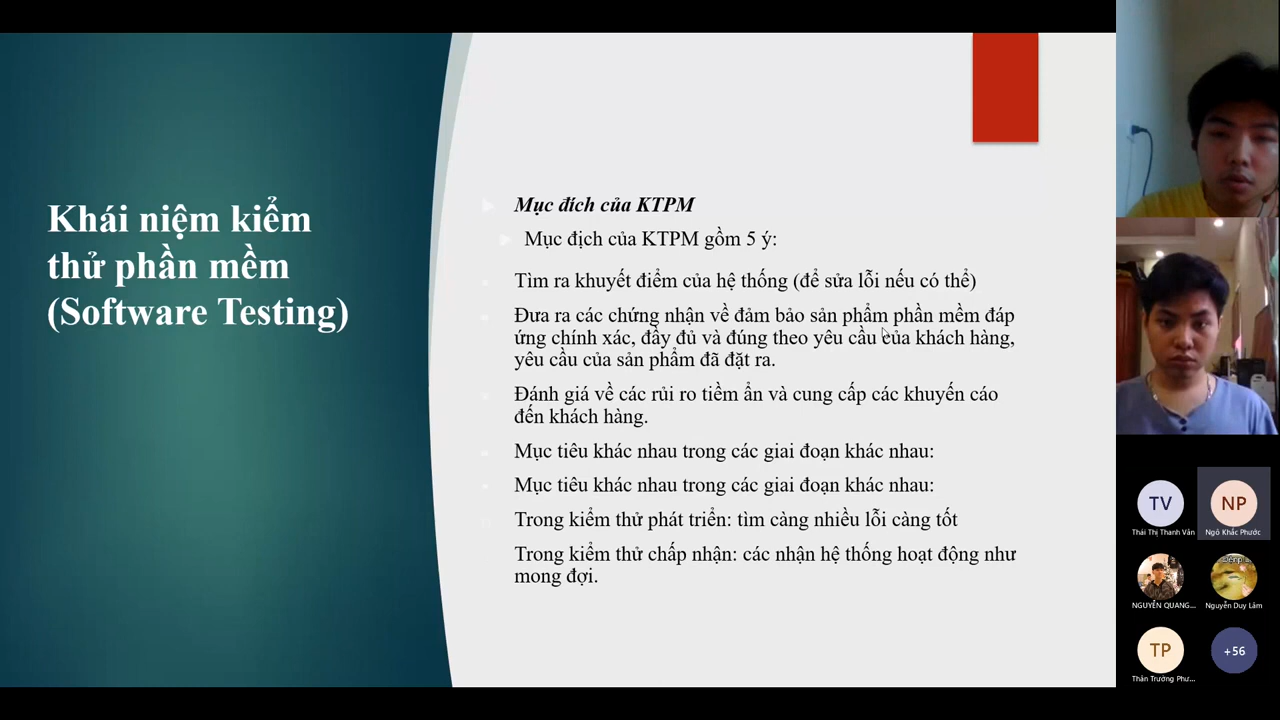 Khái niệm kiểm
thử phần mềm
(Software Testing)
Mục đích của KTPM
Mục địch của KTPM gồm 5 ý:
Tìm ra khuyết điểm của hệ thống (để sửa lỗi nếu có thể)
Đưa ra các chứng nhận về đảm bảo sản phẩm phần mềm đáp
ứng chính xác, đầy đủ và đúng theo yêu cầu của khách hàng,
yêu cầu của sản phẩm đã đặt ra.
Đánh giá về các rủi ro tiềm ẩn và cung cấp các khuyến cáo
đến khách hàng.
Mục tiêu khác nhau trong các giai đoạn khác nhau:
Mục tiêu khác nhau trong các giai đoạn khác nhau:
Trong kiểm thử phát triển: tìm càng nhiều lỗi càng tốt
Trong kiểm thử chấp nhận: các nhận hệ thống hoạt động như
mong đợi.
TV
NP
Thái Thị Thanh Vân
Ngô Khắc Phước
NGUYỄN QUANG...
Nguyễn Duy Lâm
TP
+56
Thân Trường Phư...